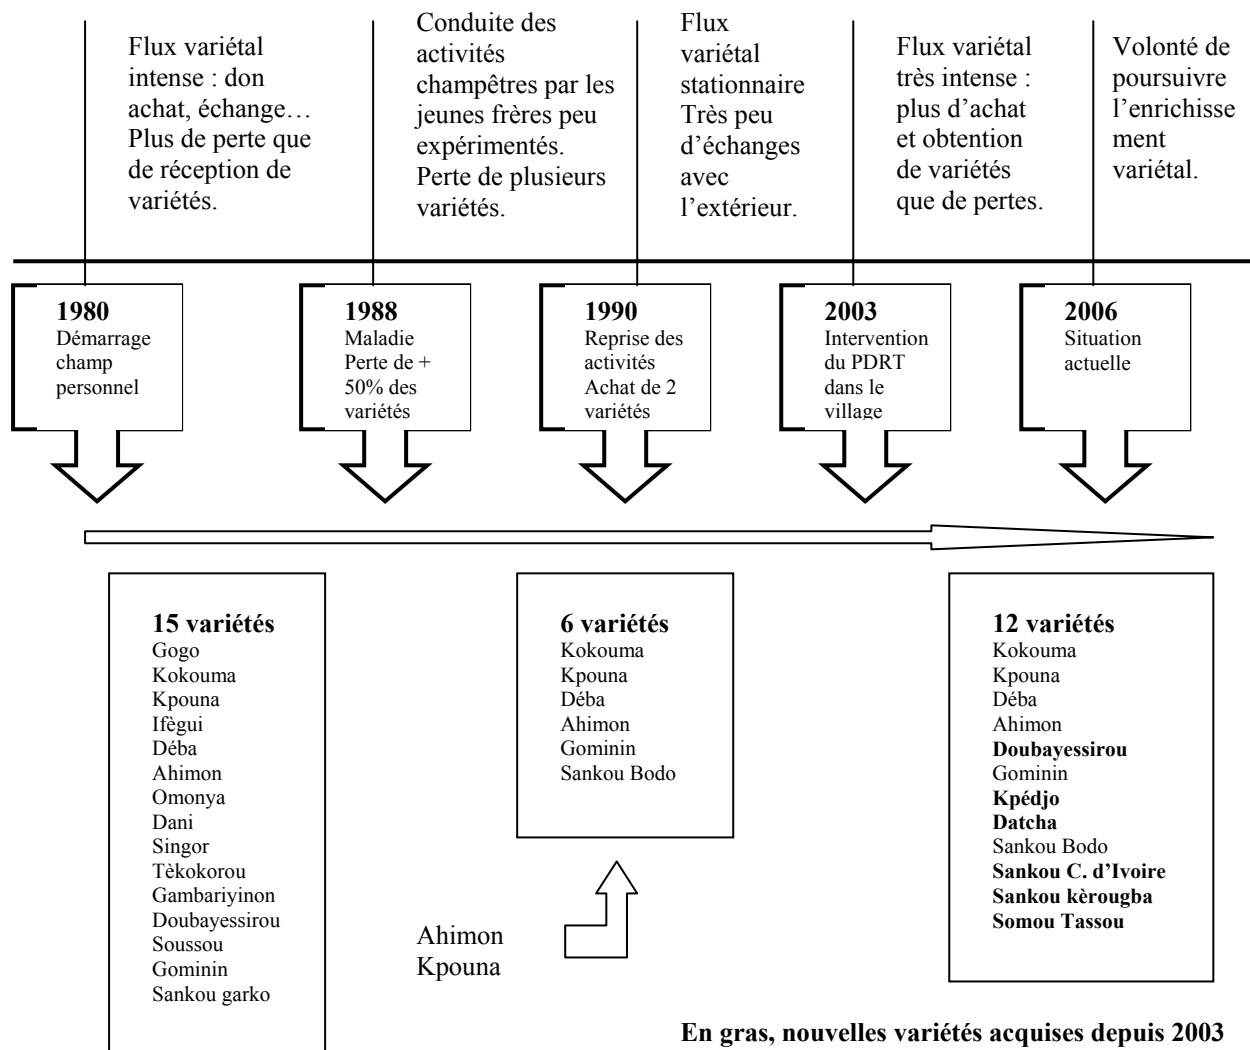 Flux variétal
intense : don
achat, échange…
Plus de perte que
de réception de
variétés.
Conduite des
activités
champêtres par les
jeunes frères peu
expérimentés.
Perte de plusieurs
variétés.
Flux
variétal
stationnaire
Très peu
d’échanges
avec
l’extérieur.
Flux variétal
très intense :
plus d’achat
et obtention
de variétés
que de pertes.
Volonté de
poursuivre
l’enrichisse
ment
variétal.
1980
Démarrage
champ
personnel
1988
Maladie
Perte de +
50% des
variétés
1990
Reprise des
activités
Achat de 2
variétés
2003
Intervention
du PDRT
dans le
village
2006
Situation
actuelle
15 variétés
Gogo
Kokouma
Kpouna
Ifègui
Déba
Ahimon
Omonya
Dani
Singor
Tèkokorou
Gambariyinon
Doubayessirou
Soussou
Gominin
Sankou garko
Ahimon
Kpouna
6 variétés
Kokouma
Kpouna
Déba
Ahimon
Gominin
Sankou Bodo
12 variétés
Kokouma
Kpouna
Déba
Ahimon
Doubayessirou
Gominin
Kpédjo
Datcha
Sankou Bodo
Sankou C. d’Ivoire
Sankou kèrougba
Somou Tassou
En gras, nouvelles variétés acquises depuis 2003